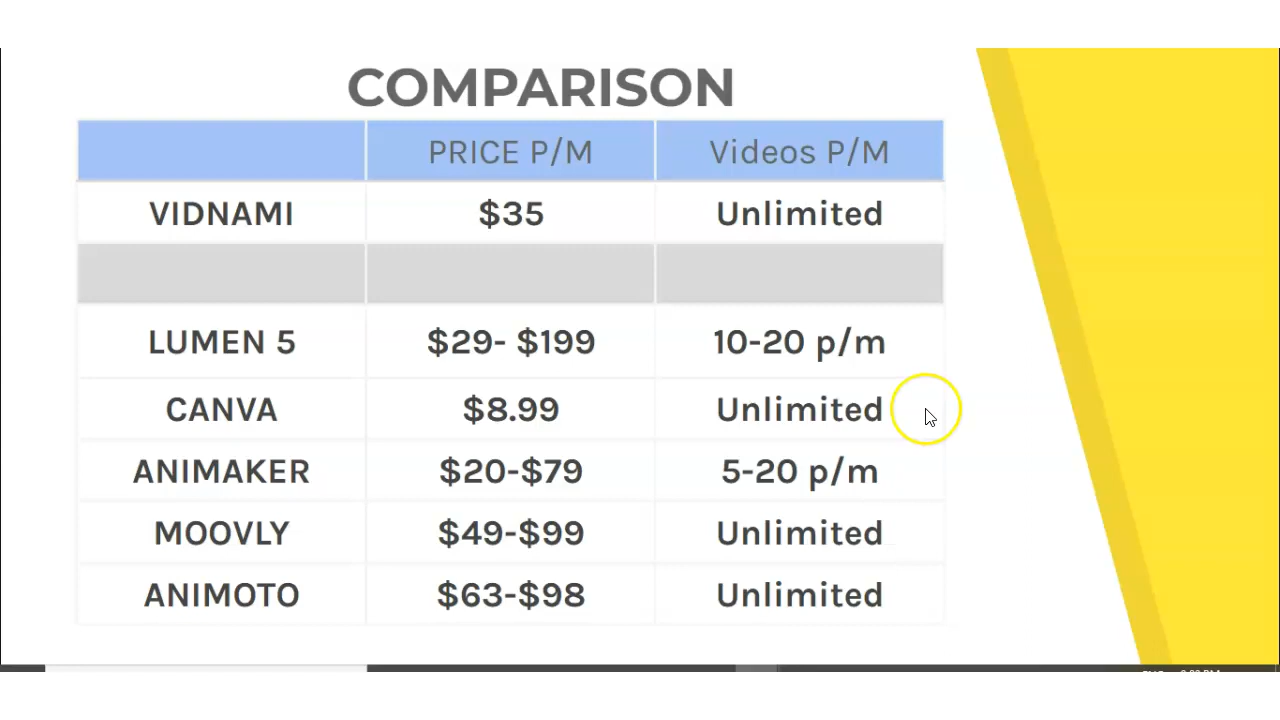 COMPARISON
PRICE P/M Videos P/M
VIDNAMI $35 Unlimited
LUMEN 5 $29- $199 10-20 p/m
CANVA $8.99 Unlimited
ANIMAKER $20-$79 5-20 p/m
MOOVLY $49-$99 Unlimited
ANIMOTO $63-$98 Unlimited